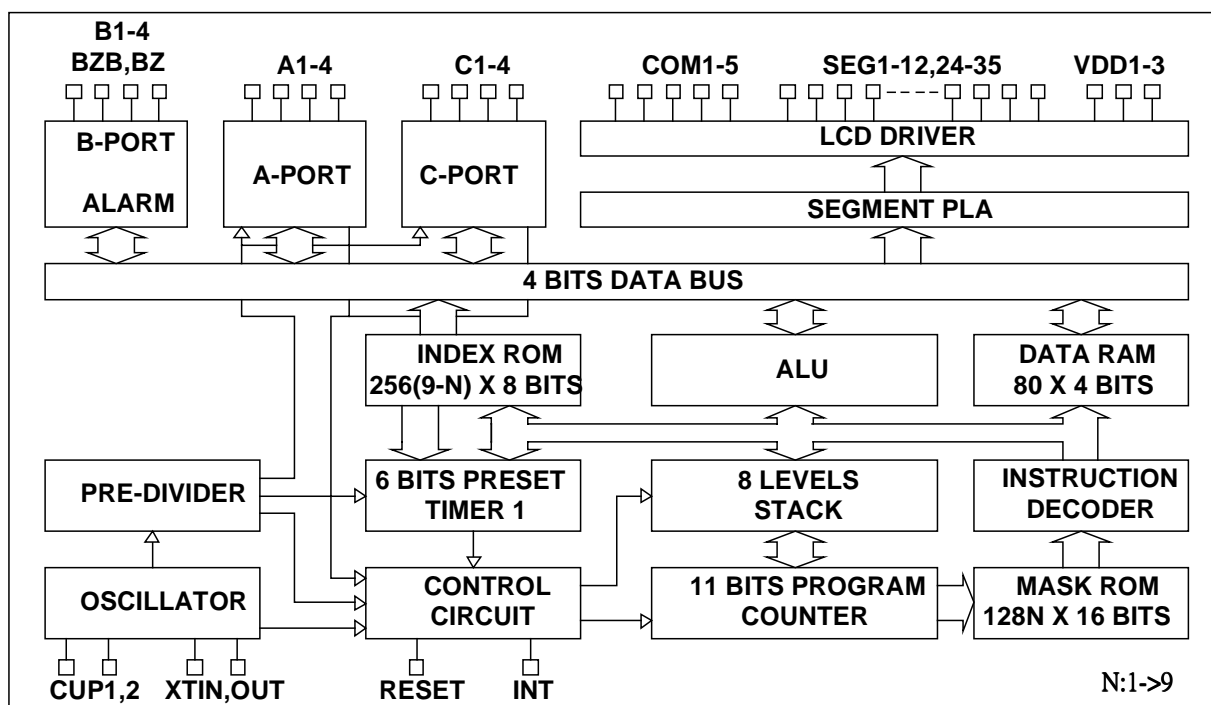 B1-4
BZB,BZ
A1-4
C1-4
COM1-5
SEG1-12,24-35
VDD1-3
B-PORT
ALARM
A-PORT
C-PORT
LCD DRIVER
SEGMENT PLA
4 BITS DATA BUS
INDEX ROM
256(9-N) X 8 BITS
ALU
DATA RAM
80 X 4 BITS
PRE-DIVIDER
6 BITS PRESET
TIMER 1
8 LEVELS
STACK
INSTRUCTION
DECODER
OSCILLATOR
CONTROL
CIRCUIT
11 BITS PROGRAM
COUNTER
MASK ROM
128N X 16 BITS
CUP1,2
XTIN,OUT
RESET
INT
N:1->9